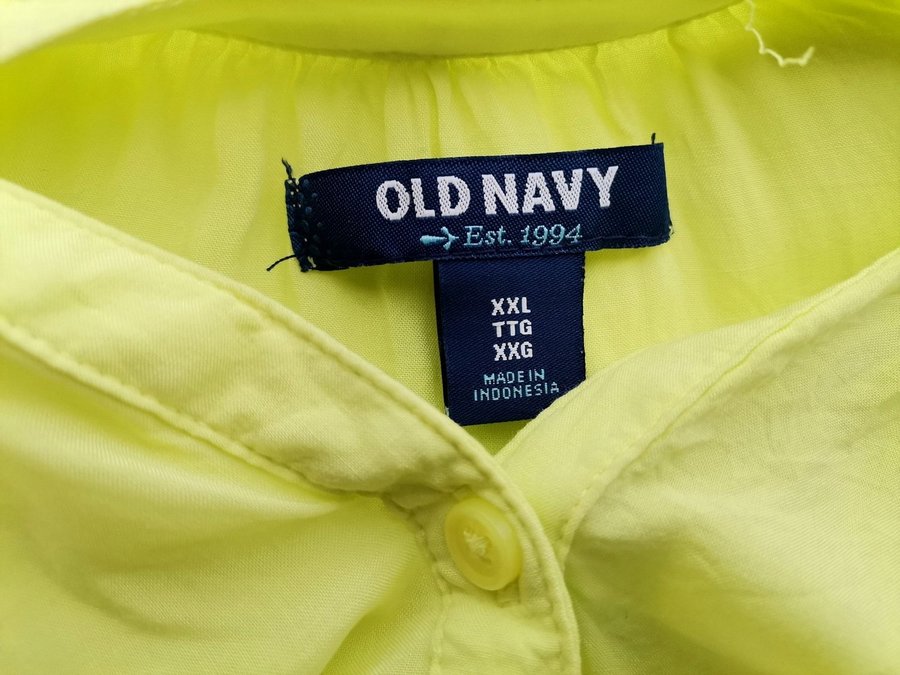 OLD NAVY
Est. 1994
XXL
TTG
XXG
MADE IN
INDONESIA